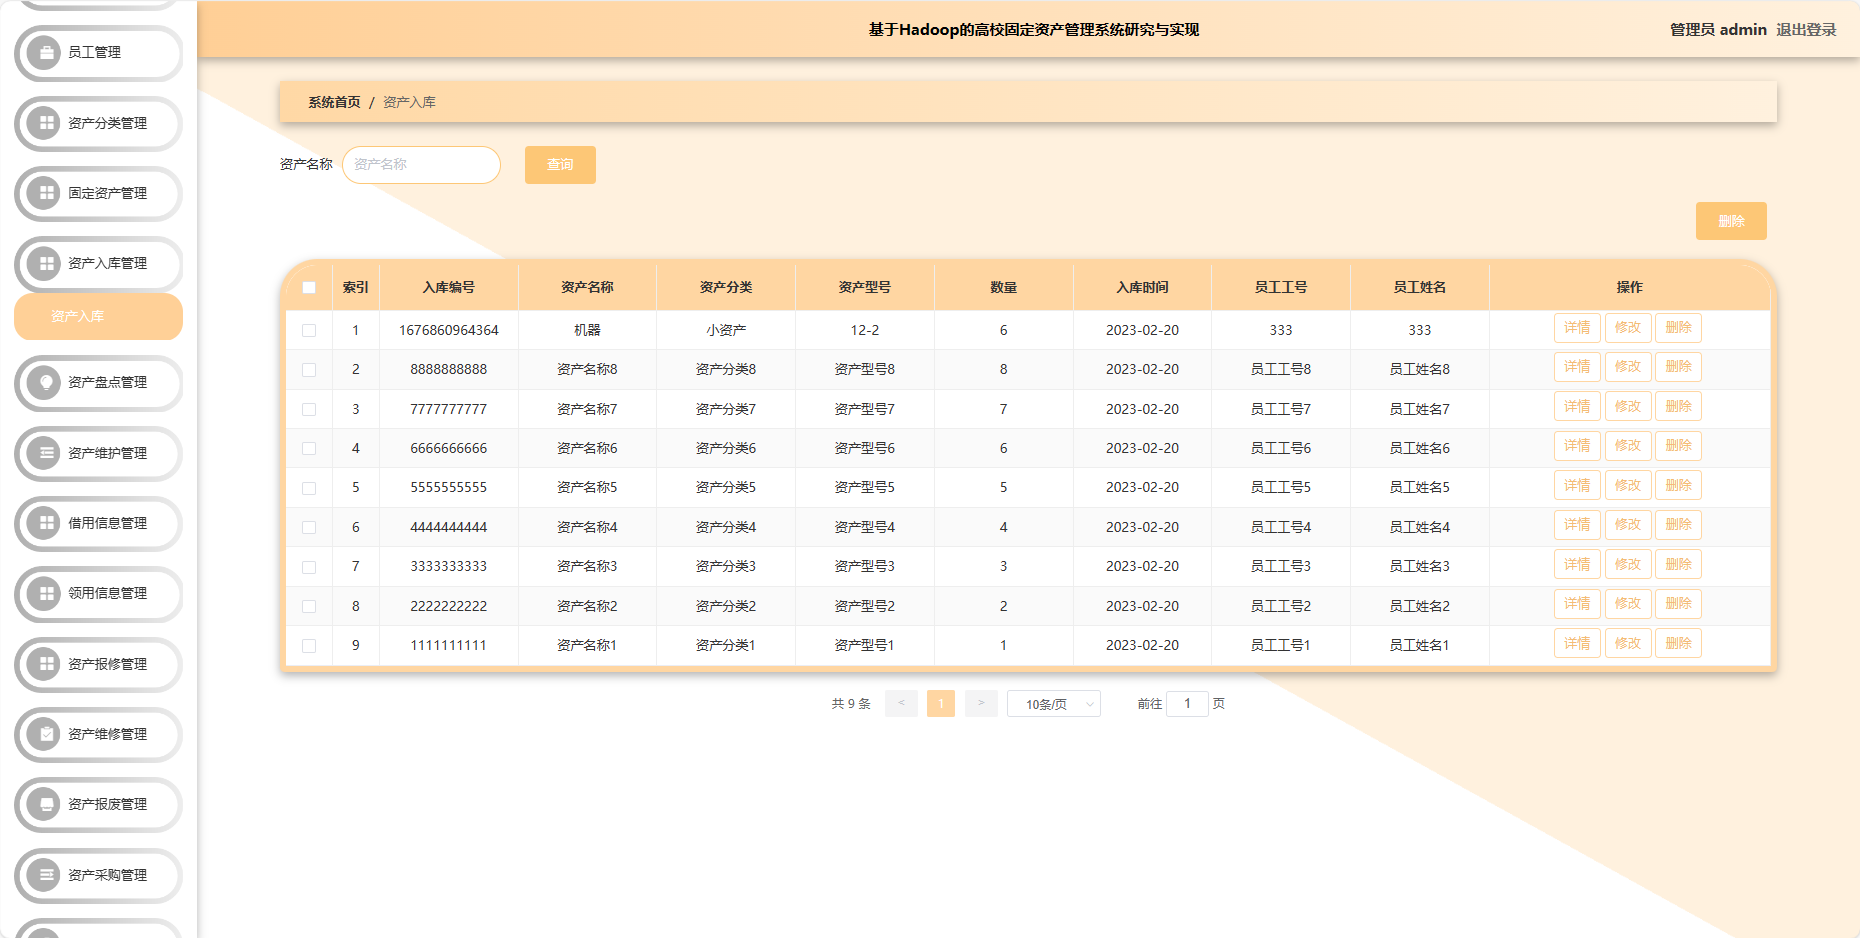 基于Hadoop的高校固定资产管理系统研究与实现
管理员 admin 退出登录
员工管理
资产分类管理
固定资产管理
资产入库管理
资产入库
资产盘点管理
资产维护管理
借用信息管理
领用信息管理
资产报修管理
资产维修管理
资产报废管理
资产采购管理
系统首页 / 资产入库
资产名称 资产名称 查询
删除
索引 入库编号 资产名称 资产分类 资产型号 数量 入库时间 员工工号 员工姓名 操作
1 1676860964364 机器 小资产 12-2 6 2023-02-20 333 333 详情 修改 删除
2 8888888888 资产名称8 资产分类8 资产型号8 8 2023-02-20 员工工号8 员工姓名8 详情 修改 删除
3 7777777777 资产名称7 资产分类7 资产型号7 7 2023-02-20 员工工号7 员工姓名7 详情 修改 删除
4 6666666666 资产名称6 资产分类6 资产型号6 6 2023-02-20 员工工号6 员工姓名6 详情 修改 删除
5 5555555555 资产名称5 资产分类5 资产型号5 5 2023-02-20 员工工号5 员工姓名5 详情 修改 删除
6 4444444444 资产名称4 资产分类4 资产型号4 4 2023-02-20 员工工号4 员工姓名4 详情 修改 删除
7 3333333333 资产名称3 资产分类3 资产型号3 3 2023-02-20 员工工号3 员工姓名3 详情 修改 删除
8 2222222222 资产名称2 资产分类2 资产型号2 2 2023-02-20 员工工号2 员工姓名2 详情 修改 删除
9 1111111111 资产名称1 资产分类1 资产型号1 1 2023-02-20 员工工号1 员工姓名1 详情 修改 删除
共 9 条 < 1 > 10条/页 前往 1 页